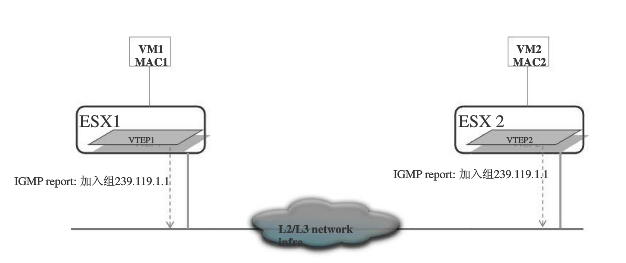 VM1
MAC1
VM2
MAC2
ESX1
ESX 2
VTEP1
VTEP2
IGMP report: 加入组239.119.1.1
IGMP report: 加入组239.119.1.1
L2/L3 network
infra